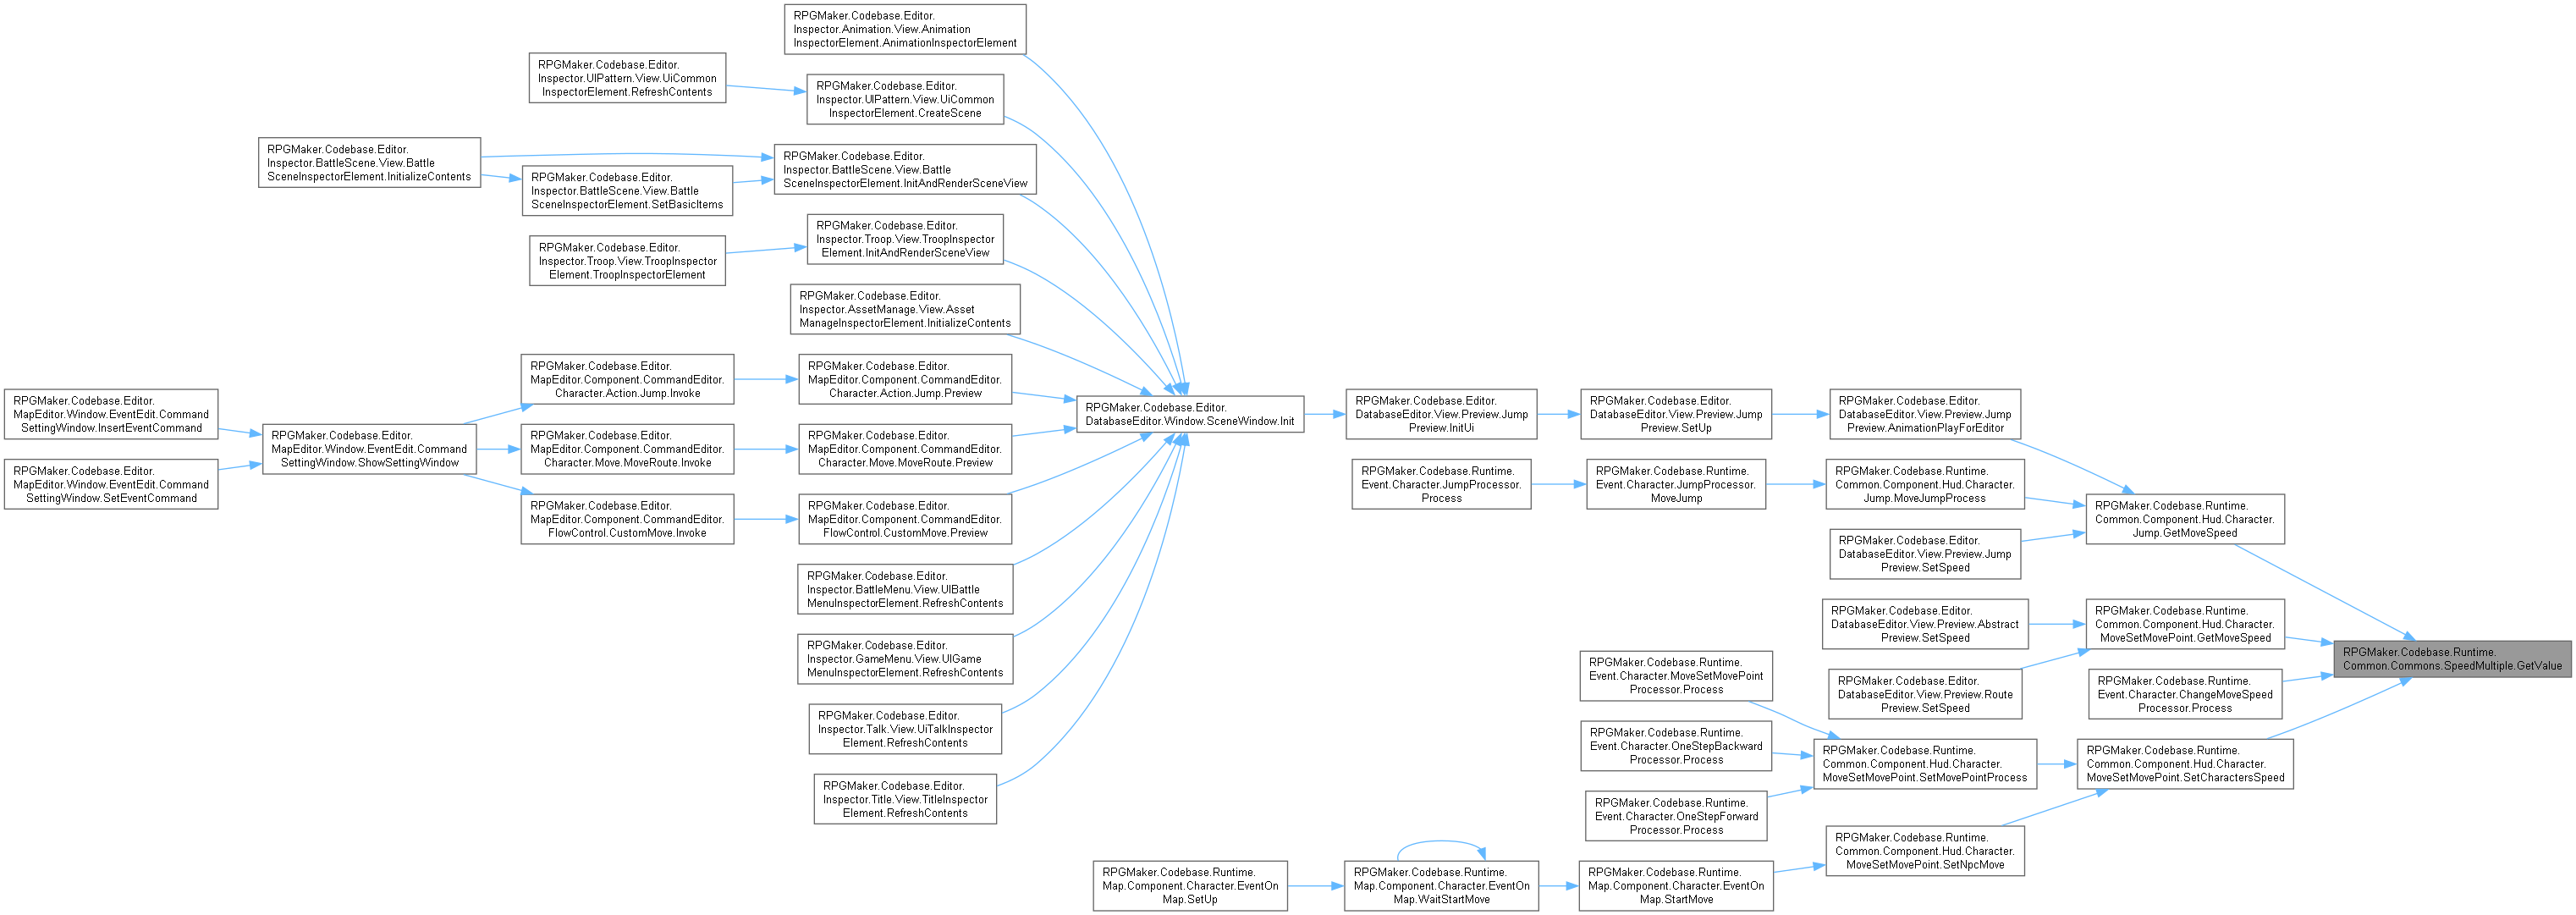 RPGMaker.Codebase.Editor.
Inspector.Animation.View.Animation
InspectorElement.AnimationInspectorElement
RPGMaker.Codebase.Editor.
Inspector.UIPattern.View.UiCommon
InspectorElement.RefreshContents
RPGMaker.Codebase.Editor.
Inspector.UIPattern.View.UiCommon
InspectorElement.CreateScene
RPGMaker.Codebase.Editor.
Inspector.BattleScene.View.Battle
SceneInspectorElement.InitializeContents
RPGMaker.Codebase.Editor.
Inspector.BattleScene.View.Battle
SceneInspectorElement.SetBasicItems
RPGMaker.Codebase.Editor.
Inspector.BattleScene.View.Battle
SceneInspectorElement.InitAndRenderSceneView
RPGMaker.Codebase.Editor.
Inspector.Troop.View.TroopInspector
Element.TroopInspectorElement
RPGMaker.Codebase.Editor.
Inspector.Troop.View.TroopInspector
Element.InitAndRenderSceneView
RPGMaker.Codebase.Editor.
Inspector.AssetManage.View.Asset
ManageInspectorElement.InitializeContents
RPGMaker.Codebase.Editor.
MapEditor.Window.EventEdit.Command
SettingWindow.InsertEventCommand
RPGMaker.Codebase.Editor.
MapEditor.Window.EventEdit.Command
SettingWindow.SetEventCommand
RPGMaker.Codebase.Editor.
MapEditor.Window.EventEdit.Command
SettingWindow.ShowSettingWindow
RPGMaker.Codebase.Editor.
MapEditor.Component.CommandEditor.
Character.Action.Jump.Invoke
RPGMaker.Codebase.Editor.
MapEditor.Component.CommandEditor.
Character.Action.Jump.Preview
RPGMaker.Codebase.Editor.
MapEditor.Component.CommandEditor.
Character.Move.MoveRoute.Invoke
RPGMaker.Codebase.Editor.
MapEditor.Component.CommandEditor.
Character.Move.MoveRoute.Preview
RPGMaker.Codebase.Editor.
MapEditor.Component.CommandEditor.
FlowControl.CustomMove.Invoke
RPGMaker.Codebase.Editor.
MapEditor.Component.CommandEditor.
FlowControl.CustomMove.Preview
RPGMaker.Codebase.Editor.
Inspector.BattleMenu.View.UIBattle
MenuInspectorElement.RefreshContents
RPGMaker.Codebase.Editor.
Inspector.GameMenu.View.UIGame
MenuInspectorElement.RefreshContents
RPGMaker.Codebase.Editor.
Inspector.Talk.View.UiTalkInspector
Element.RefreshContents
RPGMaker.Codebase.Editor.
Inspector.Title.View.TitleInspector
Element.RefreshContents
RPGMaker.Codebase.Editor.
DatabaseEditor.Window.SceneWindow.Init
RPGMaker.Codebase.Editor.
DatabaseEditor.View.Preview.Jump
Preview.InitUi
RPGMaker.Codebase.Editor.
DatabaseEditor.View.Preview.Jump
Preview.SetUp
RPGMaker.Codebase.Editor.
DatabaseEditor.View.Preview.Jump
Preview.AnimationPlayForEditor
RPGMaker.Codebase.Runtime.
Event.Character.JumpProcessor.
Process
RPGMaker.Codebase.Runtime.
Event.Character.JumpProcessor.
MoveJump
RPGMaker.Codebase.Runtime.
Common.Component.Hud.Character.
Jump.MoveJumpProcess
RPGMaker.Codebase.Runtime.
Common.Component.Hud.Character.
Jump.GetMoveSpeed
RPGMaker.Codebase.Editor.
DatabaseEditor.View.Preview.Jump
Preview.SetSpeed
RPGMaker.Codebase.Editor.
DatabaseEditor.View.Preview.Abstract
Preview.SetSpeed
RPGMaker.Codebase.Runtime.
Common.Component.Hud.Character.
MoveSetMovePoint.GetMoveSpeed
RPGMaker.Codebase.Editor.
DatabaseEditor.View.Preview.Route
Preview.SetSpeed
RPGMaker.Codebase.Runtime.
Event.Character.ChangeMoveSpeed
Processor.Process
RPGMaker.Codebase.Runtime.
Common.Commons.SpeedMultiple.GetValue
RPGMaker.Codebase.Runtime.
Event.Character.MoveSetMovePoint
Processor.Process
RPGMaker.Codebase.Runtime.
Event.Character.OneStepBackward
Processor.Process
RPGMaker.Codebase.Runtime.
Event.Character.OneStepForward
Processor.Process
RPGMaker.Codebase.Runtime.
Common.Component.Hud.Character.
MoveSetMovePoint.SetMovePointProcess
RPGMaker.Codebase.Runtime.
Common.Component.Hud.Character.
MoveSetMovePoint.SetCharactersSpeed
RPGMaker.Codebase.Runtime.
Common.Component.Hud.Character.
MoveSetMovePoint.SetNpcMove
RPGMaker.Codebase.Runtime.
Map.Component.Character.EventOn
Map.SetUp
RPGMaker.Codebase.Runtime.
Map.Component.Character.EventOn
Map.WaitStartMove
RPGMaker.Codebase.Runtime.
Map.Component.Character.EventOn
Map.StartMove